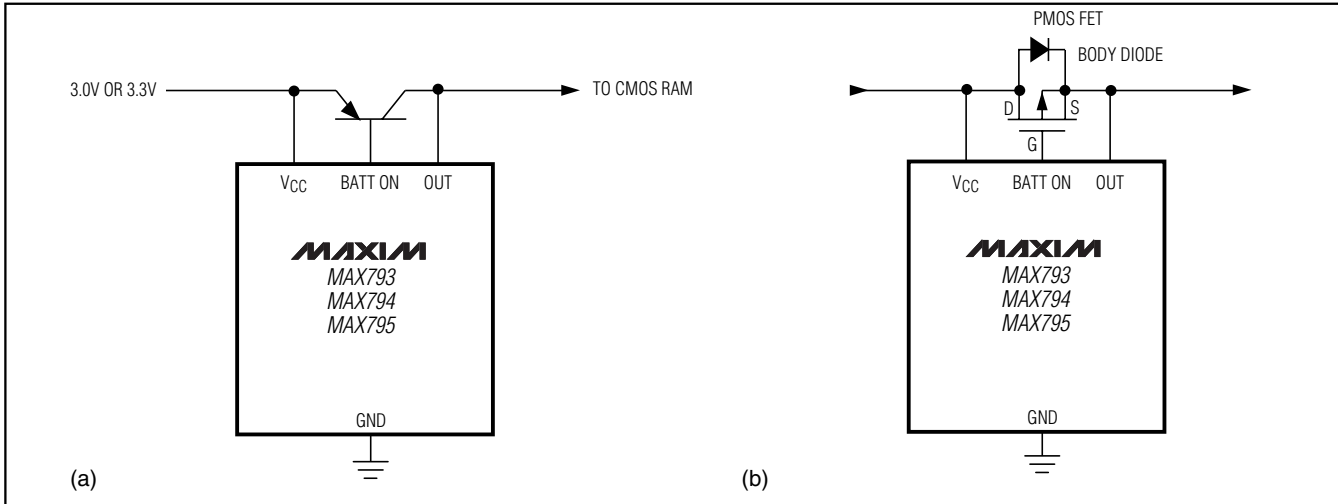 3.0V OR 3.3V
TO CMOS RAM
VCC
BATT ON
OUT
MAXIM
MAX793
MAX794
MAX795
GND
(a)
PMOS FET
BODY DIODE
D
S
G
VCC
BATT ON
OUT
MAXIM
MAX793
MAX794
MAX795
GND
(b)